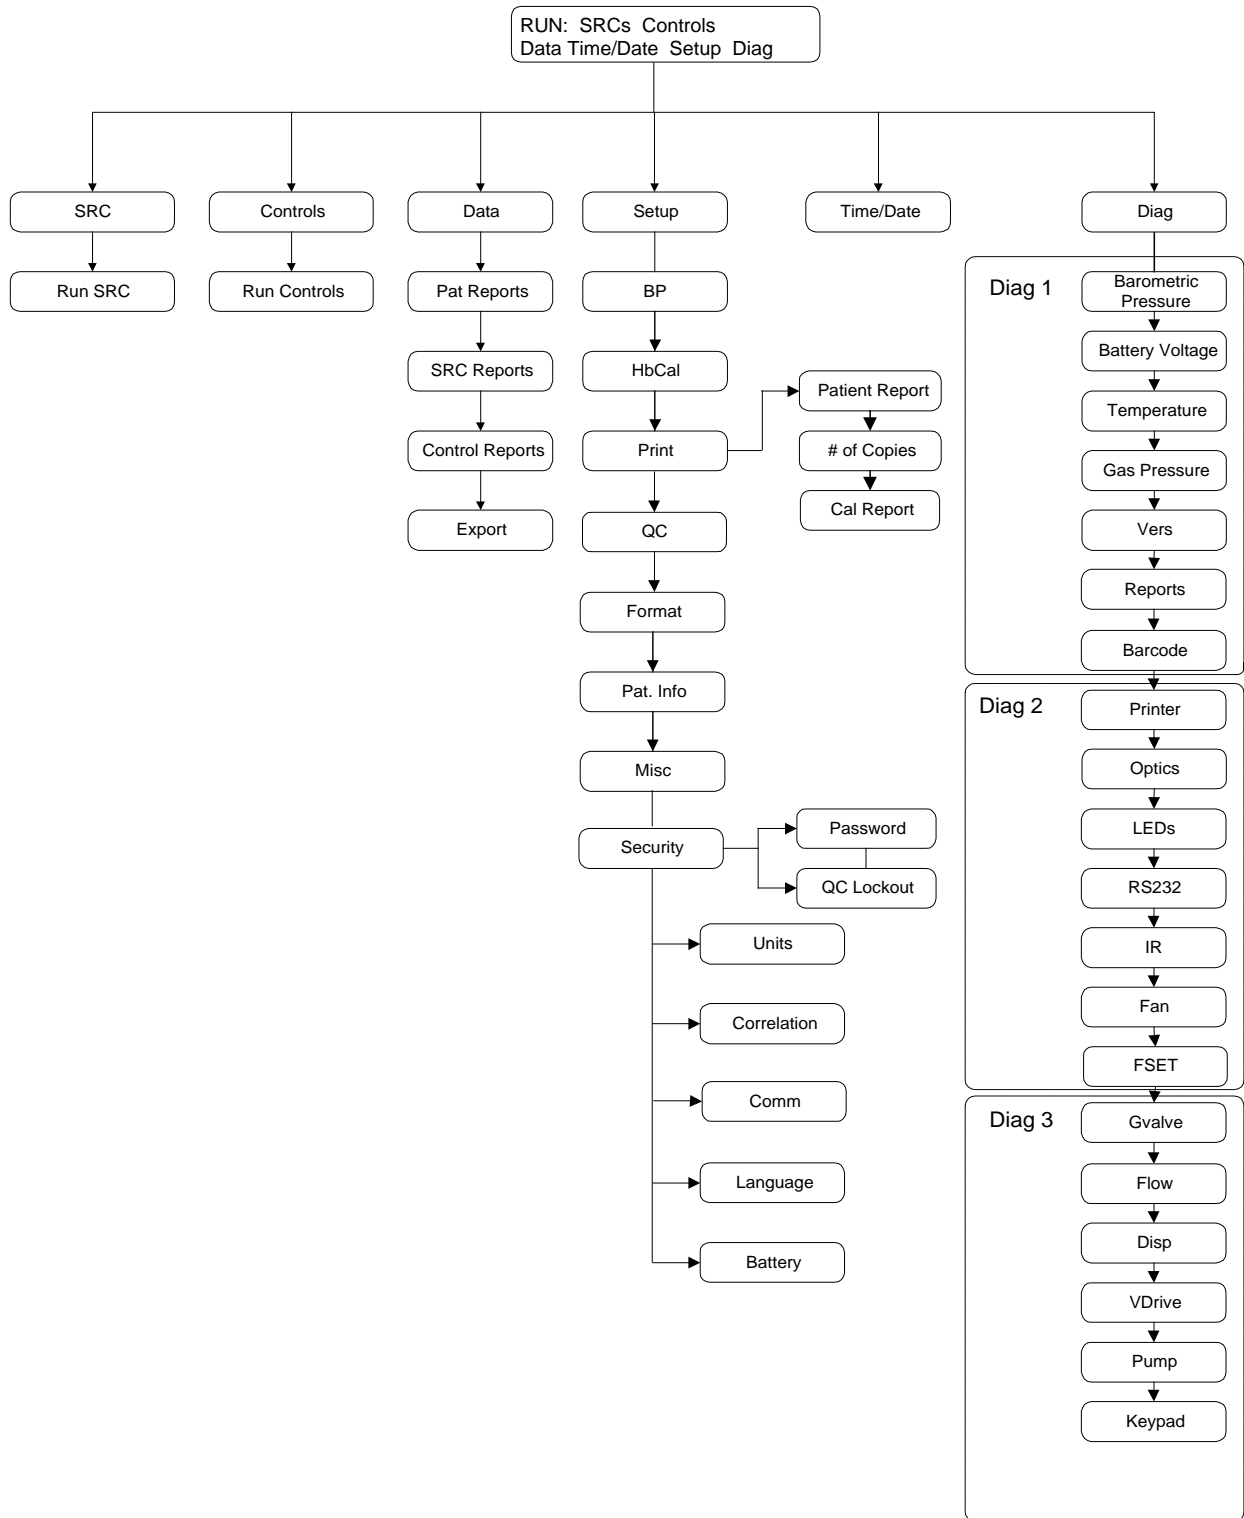 RUN: SRCs Controls
Data Time/Date Setup Diag
SRC
Controls
Data
Setup
Time/Date
Diag
Run SRC
Run Controls
Pat Reports
SRC Reports
Control Reports
Export
BP
HbCal
Print
QC
Format
Pat. Info
Misc
Security
Patient Report
# of Copies
Cal Report
Password
QC Lockout
Units
Correlation
Comm
Language
Battery
Diag 1
Barometric
Pressure
Battery Voltage
Temperature
Gas Pressure
Vers
Reports
Barcode
Diag 2
Printer
Optics
LEDs
RS232
IR
Fan
FSET
Diag 3
Gvalve
Flow
Disp
VDrive
Pump
Keypad